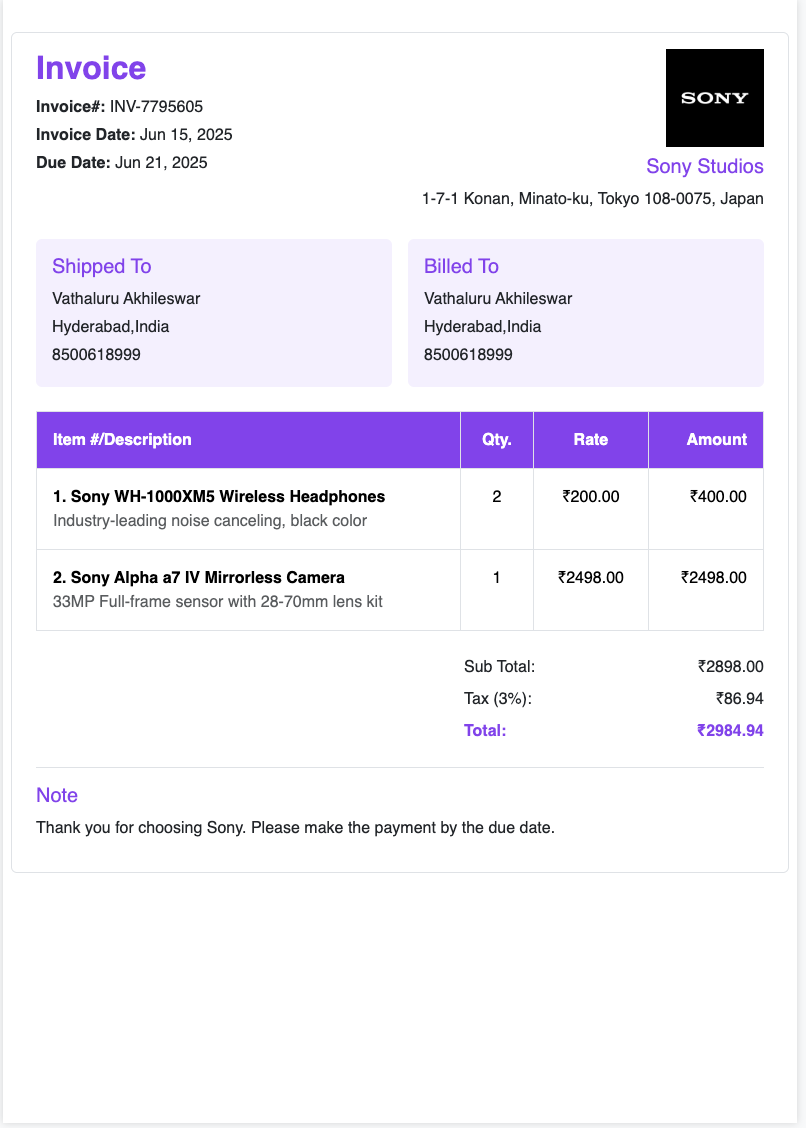 Invoice
Invoice#: INV-7795605
Invoice Date: Jun 15, 2025
Due Date: Jun 21, 2025
SONY
Sony Studios
1-7-1 Konan, Minato-ku, Tokyo 108-0075, Japan
Shipped To
Vathaluru Akhileswar
Hyderabad,India
8500618999
Billed To
Vathaluru Akhileswar
Hyderabad,India
8500618999
Item #/Description Qty. Rate Amount
1. Sony WH-1000XM5 Wireless Headphones 2 ₹200.00 ₹400.00
Industry-leading noise canceling, black color
2. Sony Alpha a7 IV Mirrorless Camera 1 ₹2498.00 ₹2498.00
33MP Full-frame sensor with 28-70mm lens kit
Sub Total: ₹2898.00
Tax (3%): ₹86.94
Total: ₹2984.94
Note
Thank you for choosing Sony. Please make the payment by the due date.